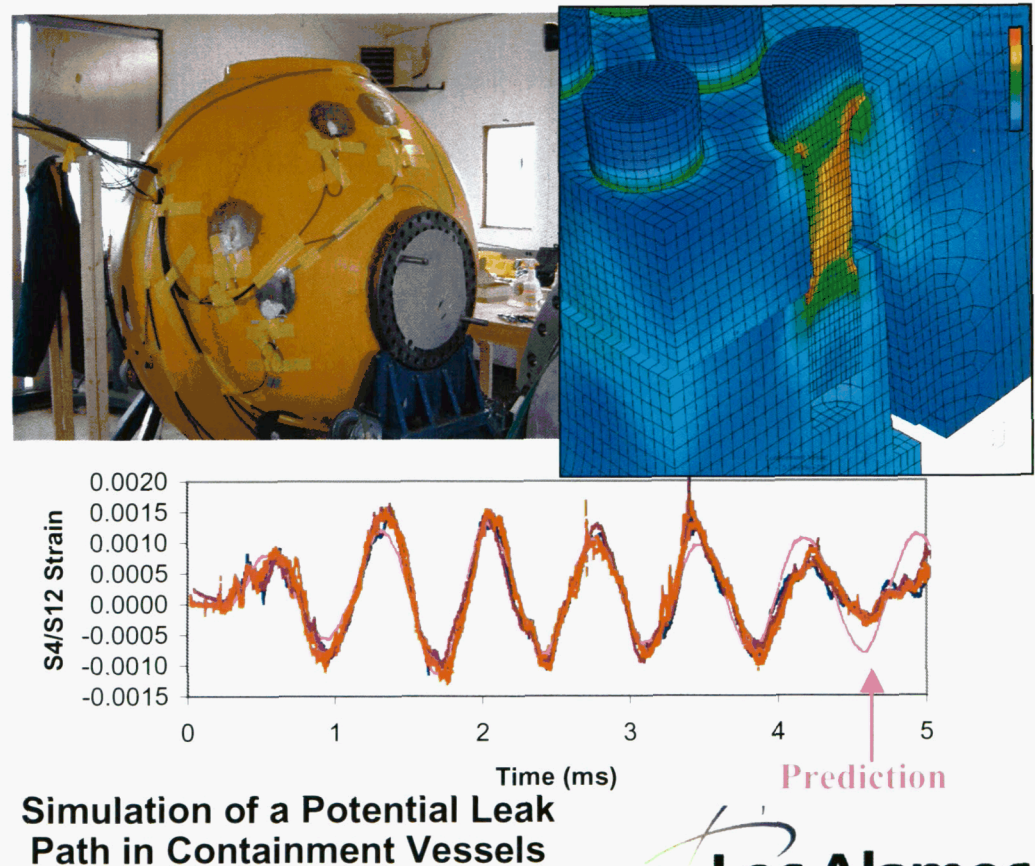 0.0020
0.0015
0.0010
0.0005
0.0000
-0.0005
-0.0010
-0.0015
S4/S12 Strain
0 1 2 3 4 5
Time (ms)
Prediction
Simulation of a Potential Leak
Path in Containment Vessels
Los